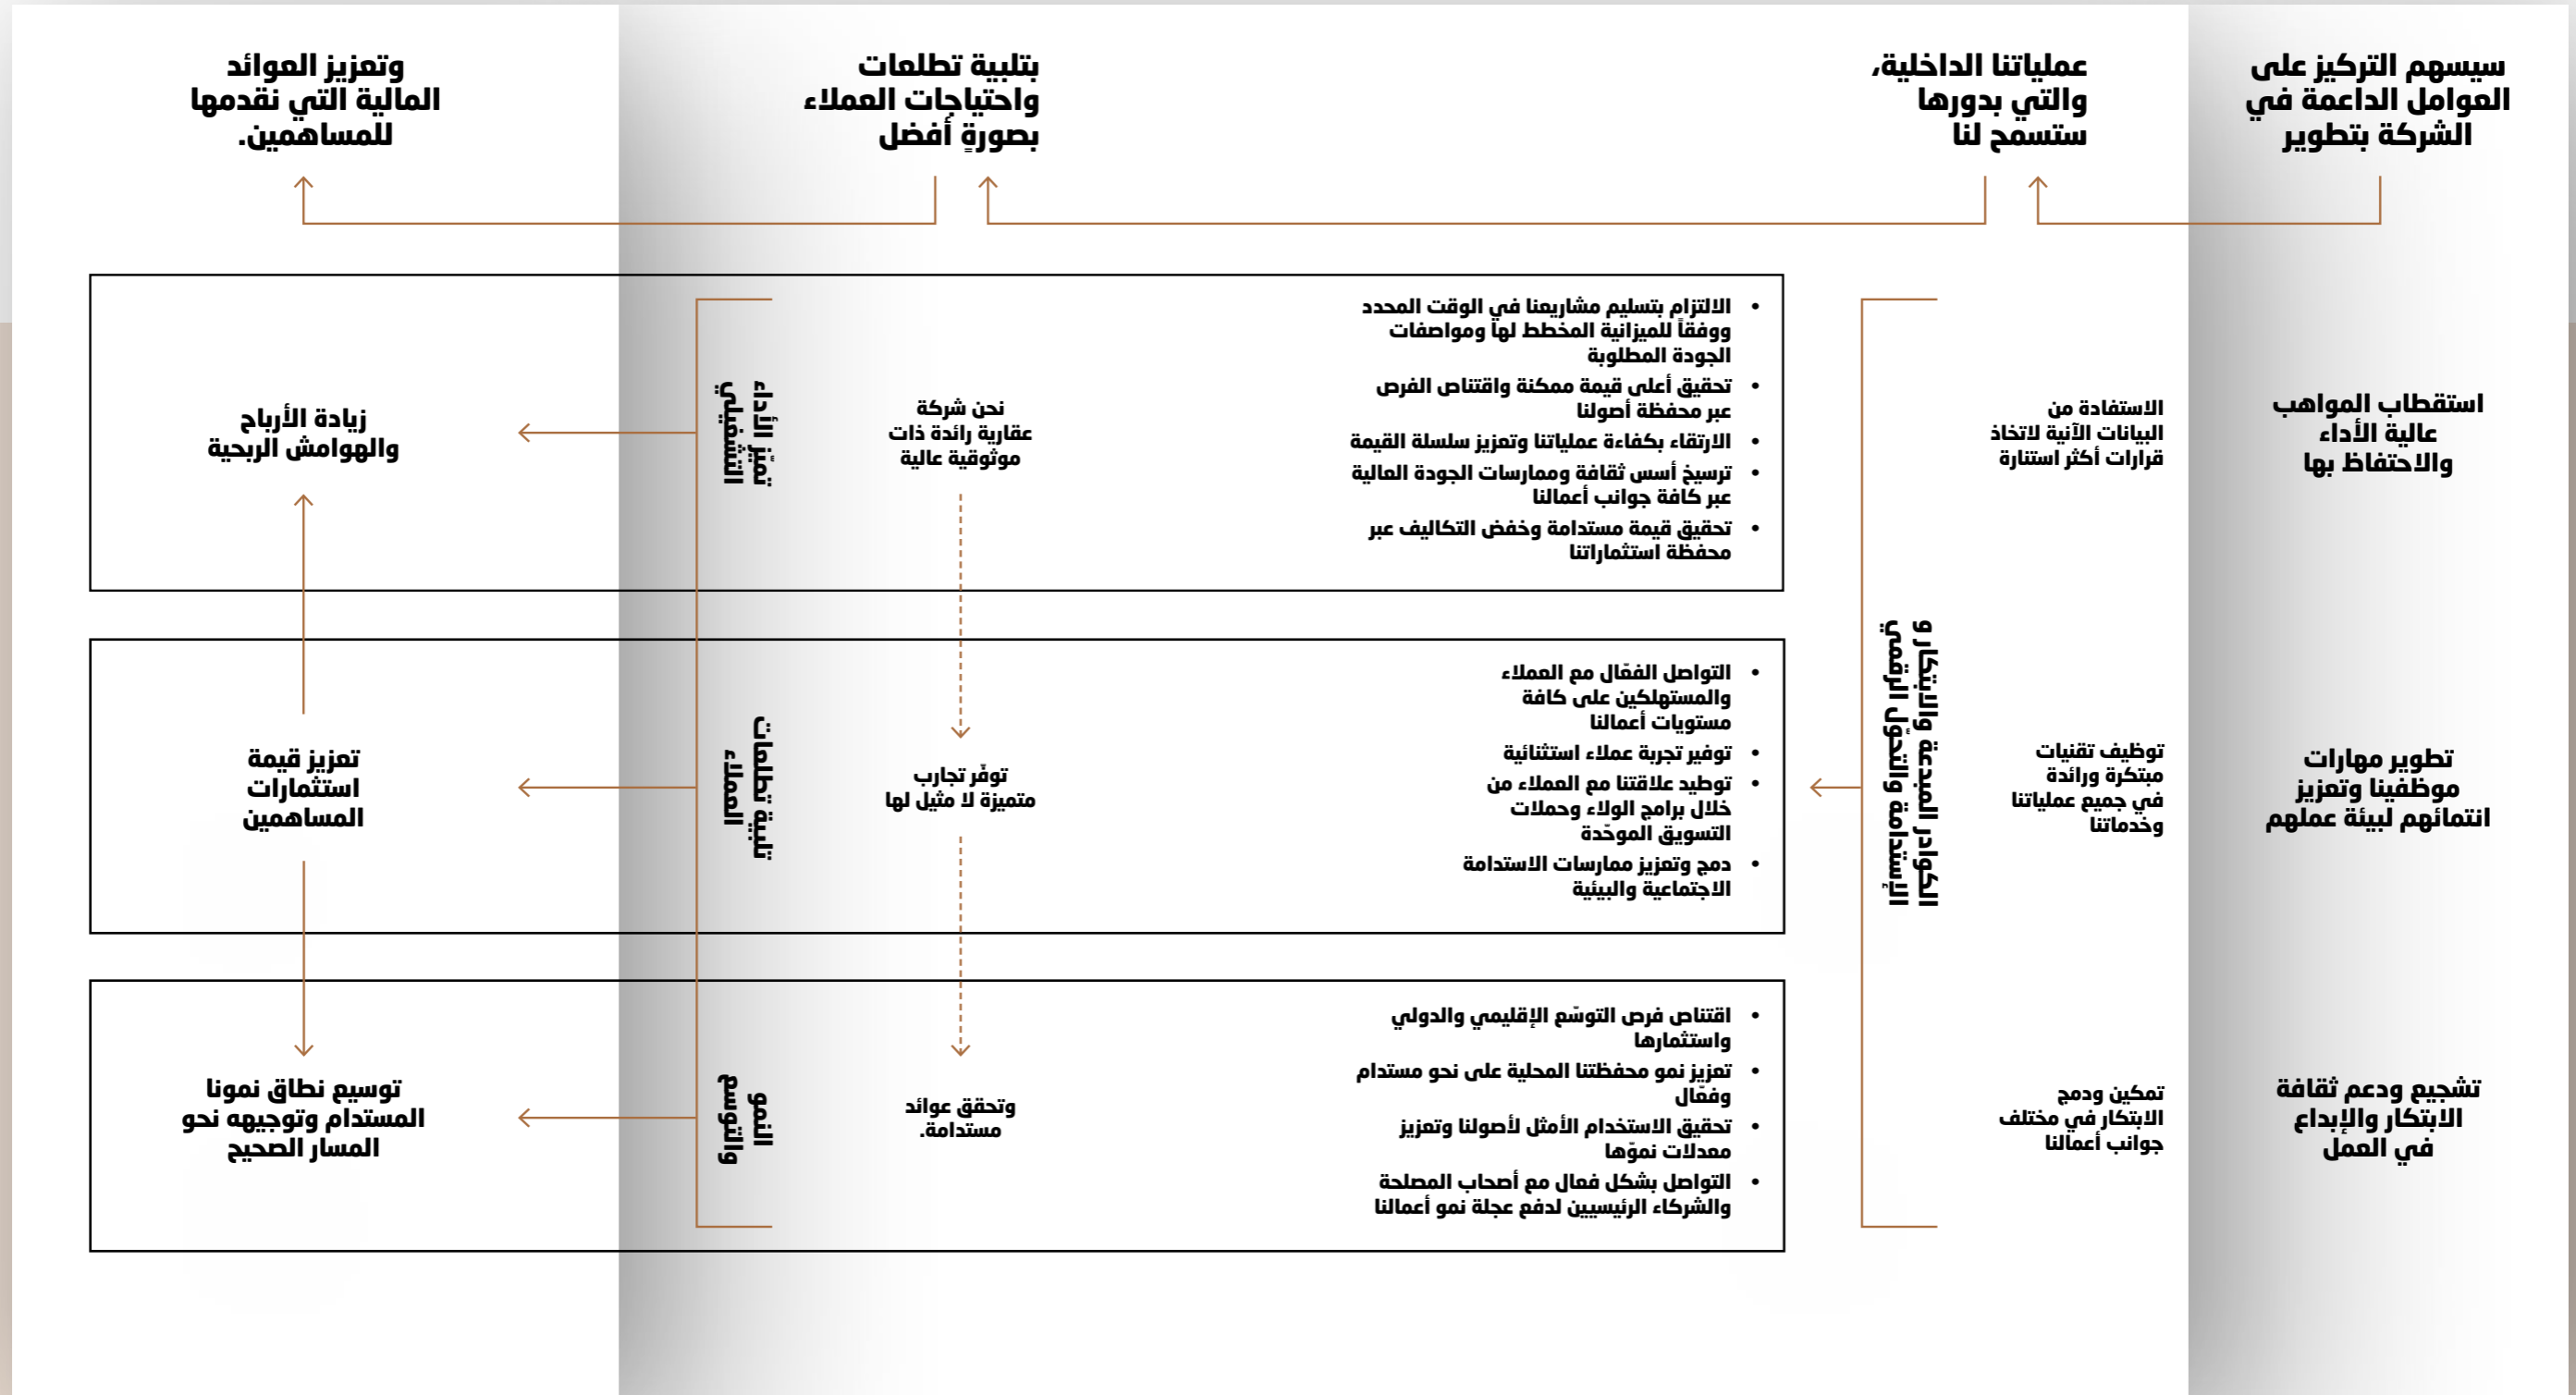 سيسهم التركيز على
العوامل الداعمة في
الشركة بتطوير
عملياتنا الداخلية،
والتي بدورها
ستسمح لنا
بتلبية تطلعات
واحتياجات العملاء
بصورةٍ أفضل
وتعزيز العوائد
المالية التي نقدمها
للمساهمين.
استقطاب المواهب
عالية الأداء
والاحتفاظ بها
تطوير مهارات
موظفينا وتعزيز
انتمائهم لبيئة عملهم
تشجيع ودعم ثقافة
الابتكار والإبداع
في العمل
الاستفادة من
البيانات الآنية لاتخاذ
قرارات أكثر استنارة
توظيف تقنيات
مبتكرة ورائدة
في جميع عملياتنا
وخدماتنا
تمكين ودمج
الابتكار في مختلف
جوانب أعمالنا
الكوادر المبدعة والابتكار و
الإستدامة والتحوّل الرقمي
• الالتزام بتسليم مشاريعنا في الوقت المحدد
ووفقاً للميزانية المخطط لها ومواصفات
الجودة المطلوبة
• تحقيق أعلى قيمة ممكنة واقتناص الفرص
عبر محفظة أصولنا
• الارتقاء بكفاءة عملياتنا وتعزيز سلسلة القيمة
• ترسيخ أسس ثقافة وممارسات الجودة العالية
عبر كافة جوانب أعمالنا
• تحقيق قيمة مستدامة وخفض التكاليف عبر
محفظة استثماراتنا
نحن شركة
عقارية رائدة ذات
موثوقية عالية
تميّز الأداء
التشغيلي
زيادة الأرباح
والهوامش الربحية
• التواصل الفعّال مع العملاء
والمستهلكين على كافة
مستويات أعمالنا
• توفير تجربة عملاء استثنائية
• توطيد علاقتنا مع العملاء من
خلال برامج الولاء وحملات
التسويق الموحّدة
• دمج وتعزيز ممارسات الاستدامة
الاجتماعية والبيئية
توفّر تجارب
متميزة لا مثيل لها
تلبية تطلعات
العملاء
تعزيز قيمة
استثمارات
المساهمين
• اقتناص فرص التوسّع الإقليمي والدولي
واستثمارها
• تعزيز نمو محفظتنا المحلية على نحو مستدام
وفعّال
• تحقيق الاستخدام الأمثل لأصولنا وتعزيز
معدلات نموّها
• التواصل بشكل فعال مع أصحاب المصلحة
والشركاء الرئيسيين لدفع عجلة نمو أعمالنا
وتحقق عوائد
مستدامة.
النمو
والتوسع
توسيع نطاق نمونا
المستدام وتوجيهه نحو
المسار الصحيح